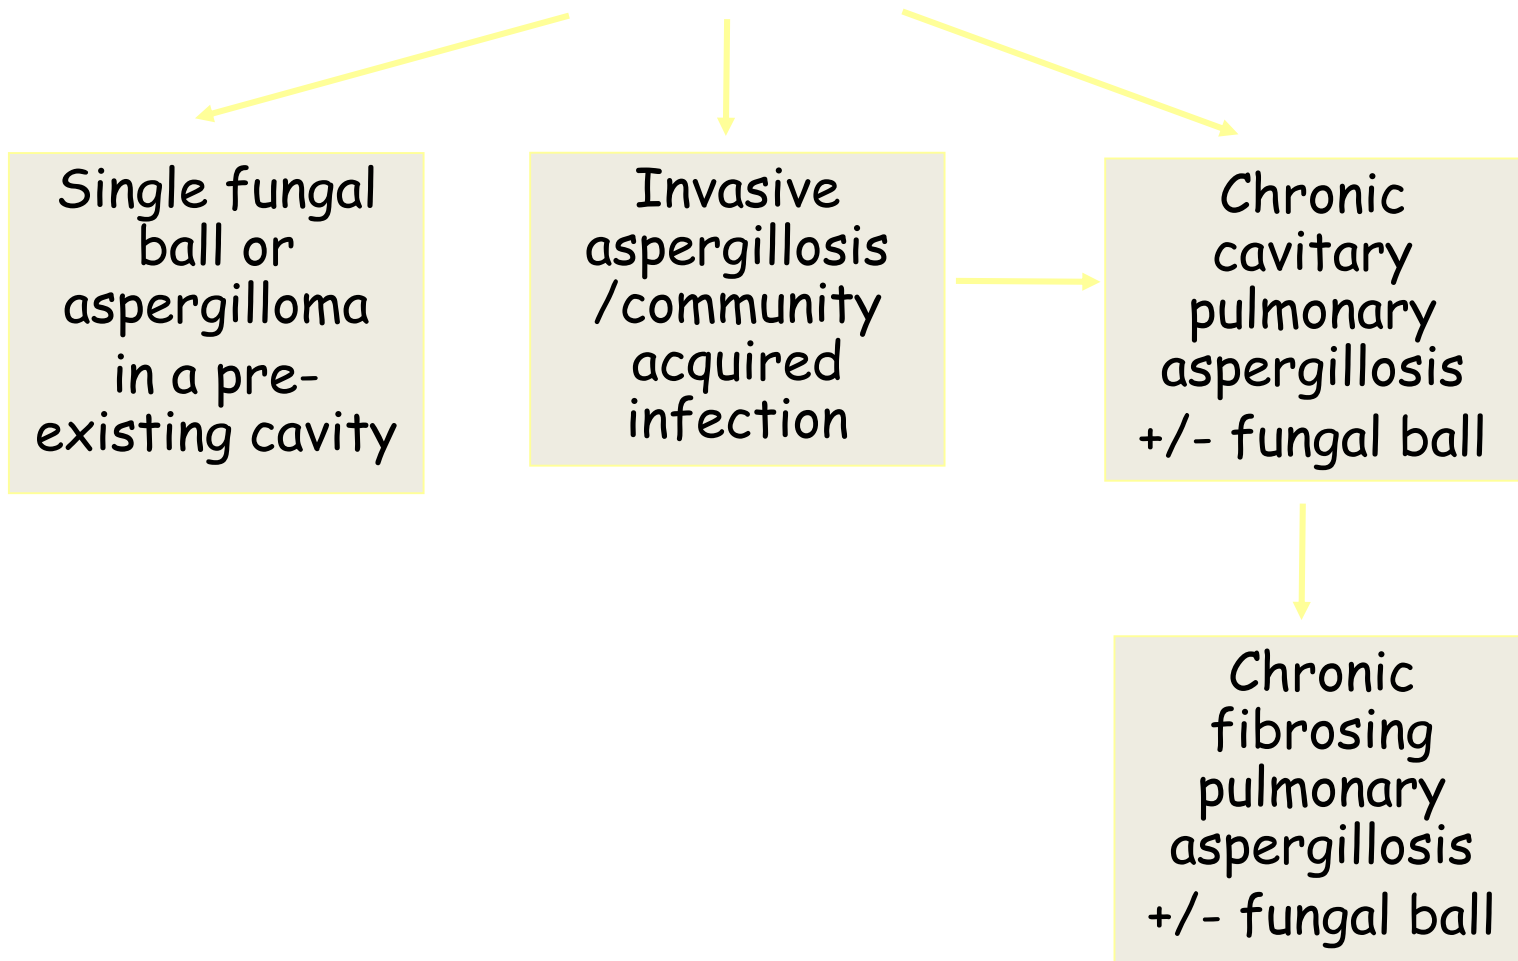 Single fungal
ball or
aspergilloma
in a pre-
existing cavity
Invasive
aspergillosis
/community
acquired
infection
Chronic
cavitary
pulmonary
aspergillosis
+/- fungal ball
Chronic
fibrosing
pulmonary
aspergillosis
+/- fungal ball